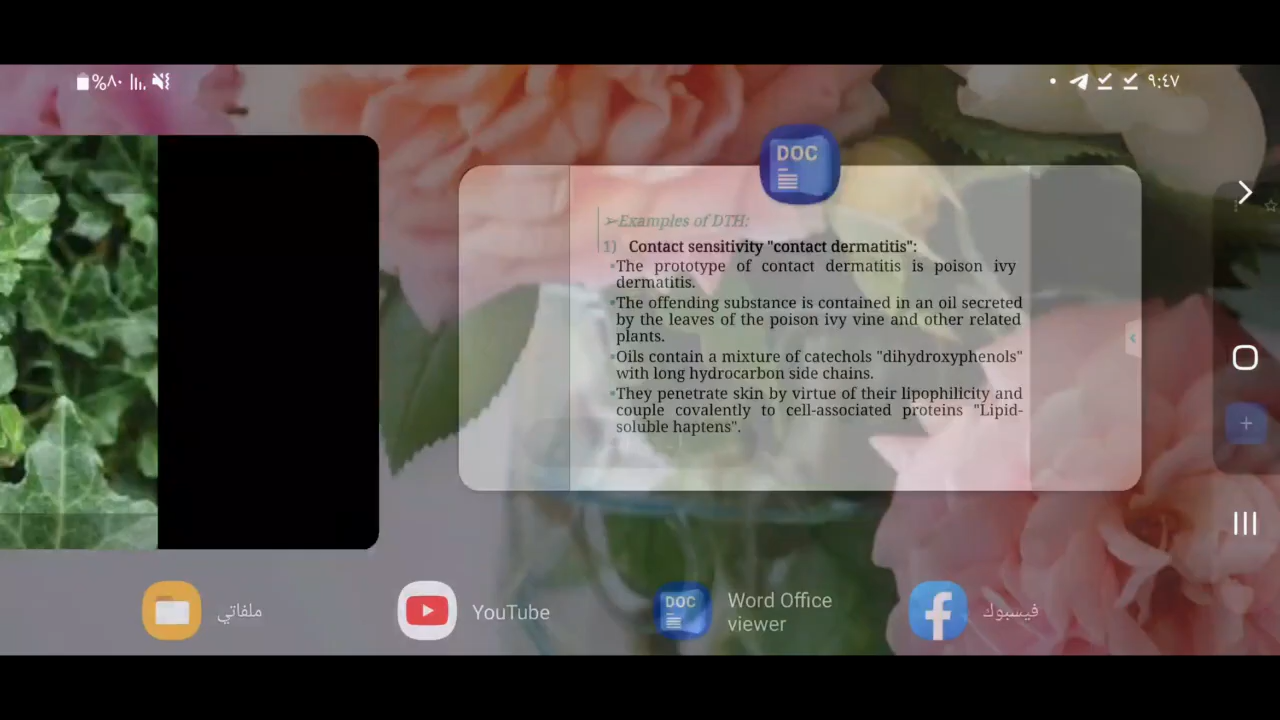 %٨٠
٩:٤٧
DOC
➢Examples of DTH:
1) Contact sensitivity "contact dermatitis":
▪The prototype of contact dermatitis is poison ivy
dermatitis.
▪The offending substance is contained in an oil secreted
by the leaves of the poison ivy vine and other related
plants.
▪Oils contain a mixture of catechols "dihydroxyphenols"
with long hydrocarbon side chains.
▪They penetrate skin by virtue of their lipophilicity and
couple covalently to cell-associated proteins "Lipid-
soluble haptens".
ملفاتي
YouTube
DOC
Word Office
viewer
فيسبوك